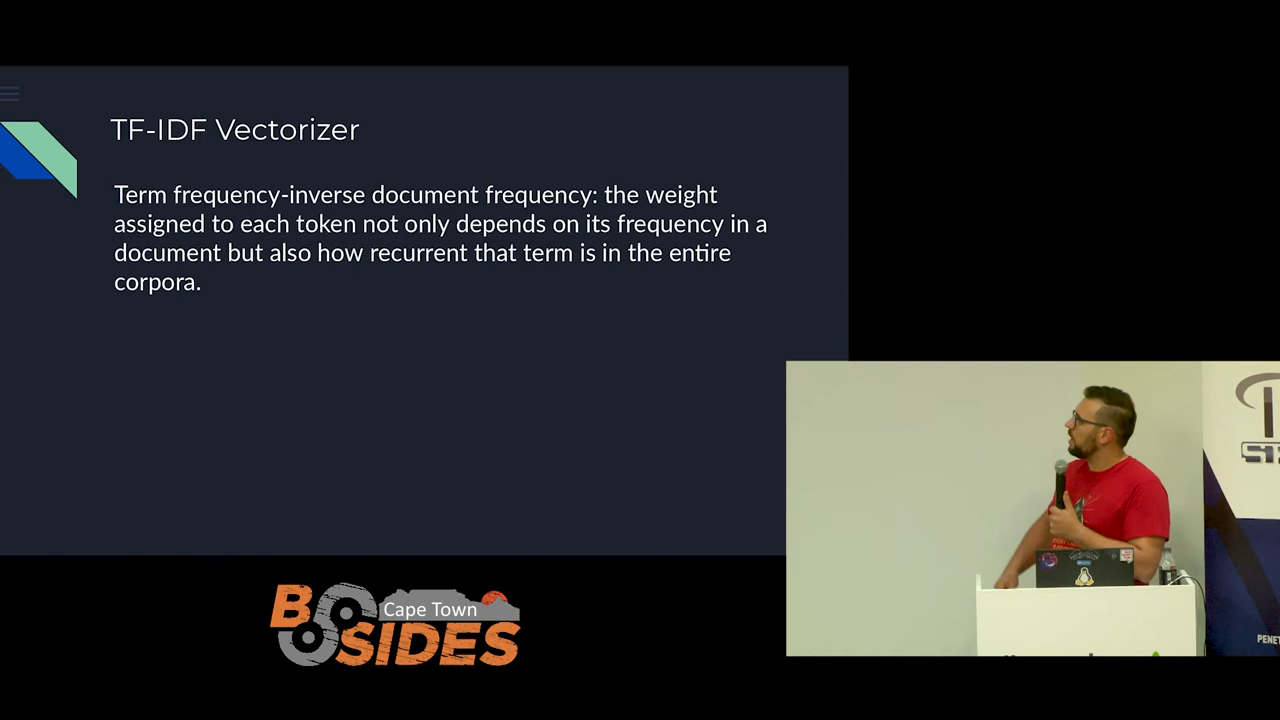 TF-IDF Vectorizer
Term frequency-inverse document frequency: the weight
assigned to each token not only depends on its frequency in a
document but also how recurrent that term is in the entire
corpora.
BSIDES
Cape Town